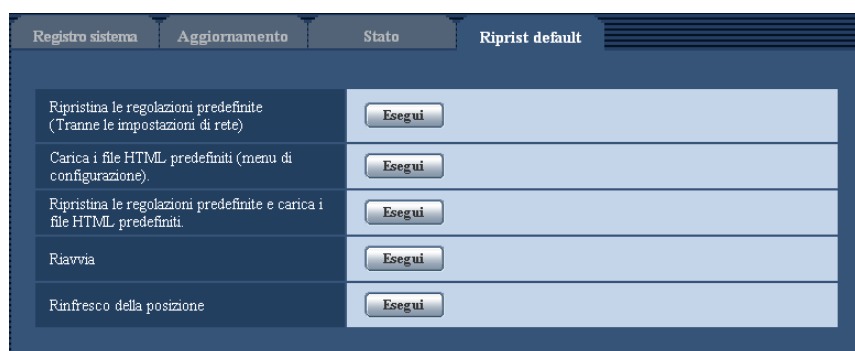 Registro sistema Aggiornamento Stato Riprist default
Ripristina le regolazioni predefinite
(Tranne le impostazioni di rete)
Esegui
Carica i file HTML predefiniti (menu di
configurazione).
Esegui
Ripristina le regolazioni predefinite e carica i
file HTML predefiniti.
Esegui
Riavvia
Esegui
Rinfresco della posizione
Esegui